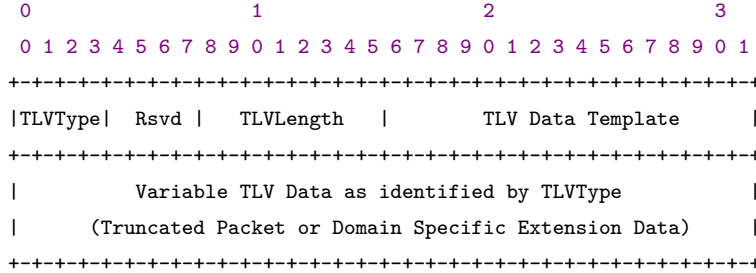 0                   1                   2                   3
0 1 2 3 4 5 6 7 8 9 0 1 2 3 4 5 6 7 8 9 0 1 2 3 4 5 6 7 8 9 0 1
+-+-+-+-+-+-+-+-+-+-+-+-+-+-+-+-+-+-+-+-+-+-+-+-+-+-+-+-+-+-+-+-
|TLVType|  Rsvd |   TLVLength   |        TLV Data Template      |
+-+-+-+-+-+-+-+-+-+-+-+-+-+-+-+-+-+-+-+-+-+-+-+-+-+-+-+-+-+-+-+-
|          Variable TLV Data as identified by TLVType           |
|      (Truncated Packet or Domain Specific Extension Data)     |
+-+-+-+-+-+-+-+-+-+-+-+-+-+-+-+-+-+-+-+-+-+-+-+-+-+-+-+-+-+-+-+-